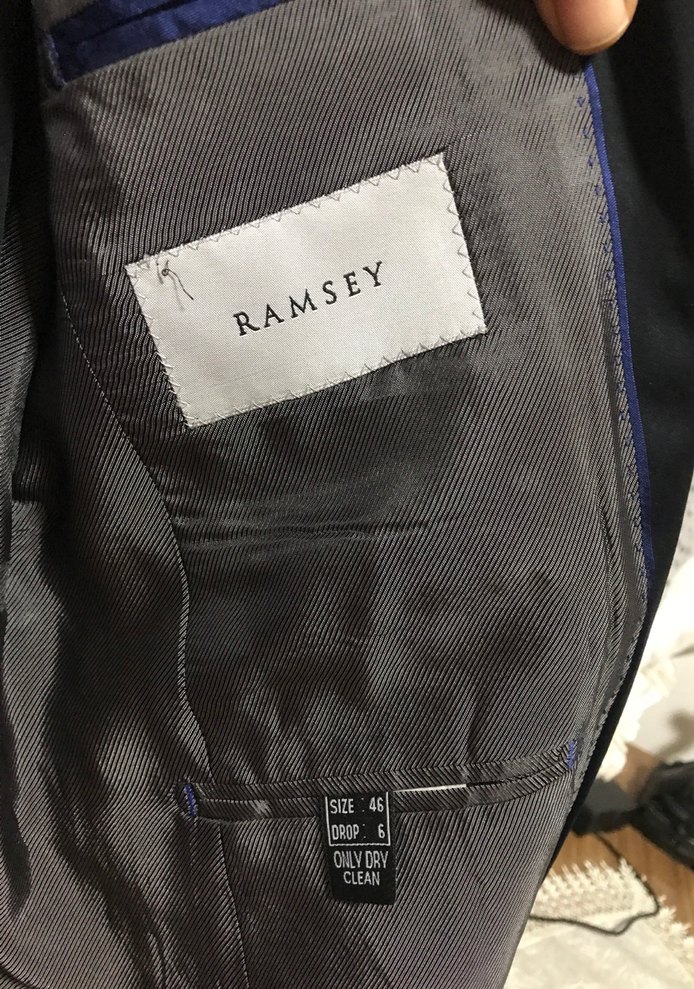 RAMSEY
SIZE : 46
DROP : 6
ONLY DRY
CLEAN